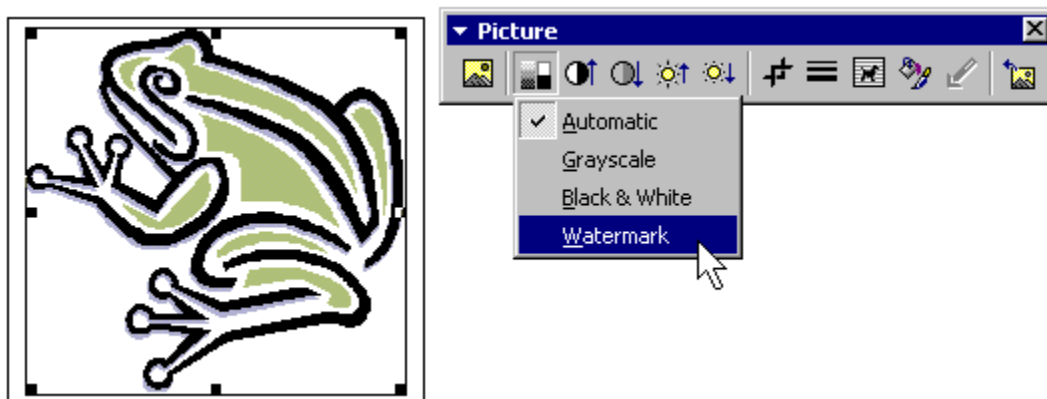 Picture
Automatic
Grayscale
Black & White
Watermark